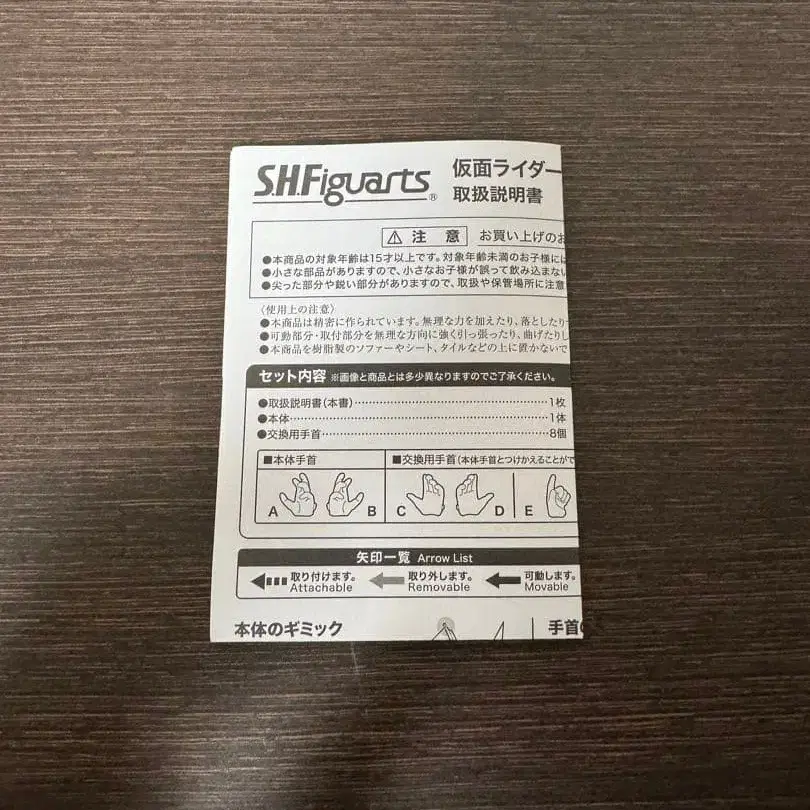 S.H.Figuarts®
仮面ライダー
取扱説明書
⚠ 注 意 お買い上げのお
●本商品の対象年齢は15才以上です。対象年齢未満のお子様には
●小さな部品がありますので、小さなお子様が誤って飲み込まない
●尖った部分や鋭い部分がありますので、取扱や保管場所に注意
〈使用上の注意〉
●本商品は精密に作られています。無理な力を加えたり、落としたり
●可動部分・取付部分を無理な方向に強く引っ張ったり、曲げたりし
●本商品を樹脂製のソファーやシート、タイルなどの上に置かないで
セット内容 ※画像と商品とは多少異なりますのでご了承ください。
●取扱説明書(本書)……1枚
●本体……1体
●交換用手首……8個
■本体手首 ■交換用手首(本体手首とつけかえることがで
A B C D E
矢印一覧 Arrow List
取り付けます。 取り外します。 可動します。
Attachable Removable Movable
本体のギミック 手首の